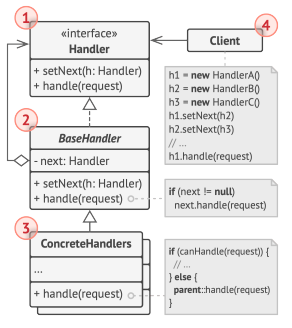 1
«interface»
Handler
+ setNext(h: Handler)
+ handle(request)
4
Client
h1 = new HandlerA()
h2 = new HandlerB()
h3 = new HandlerC()
h1.setNext(h2)
h2.setNext(h3)
// ...
h1.handle(request)
2
BaseHandler
- next: Handler
+ setNext(h: Handler)
+ handle(request)
if (next != null)
next.handle(request)
3
ConcreteHandlers
...
+ handle(request)
if (canHandle(request)) {
// ...
} else {
parent::handle(request)
}